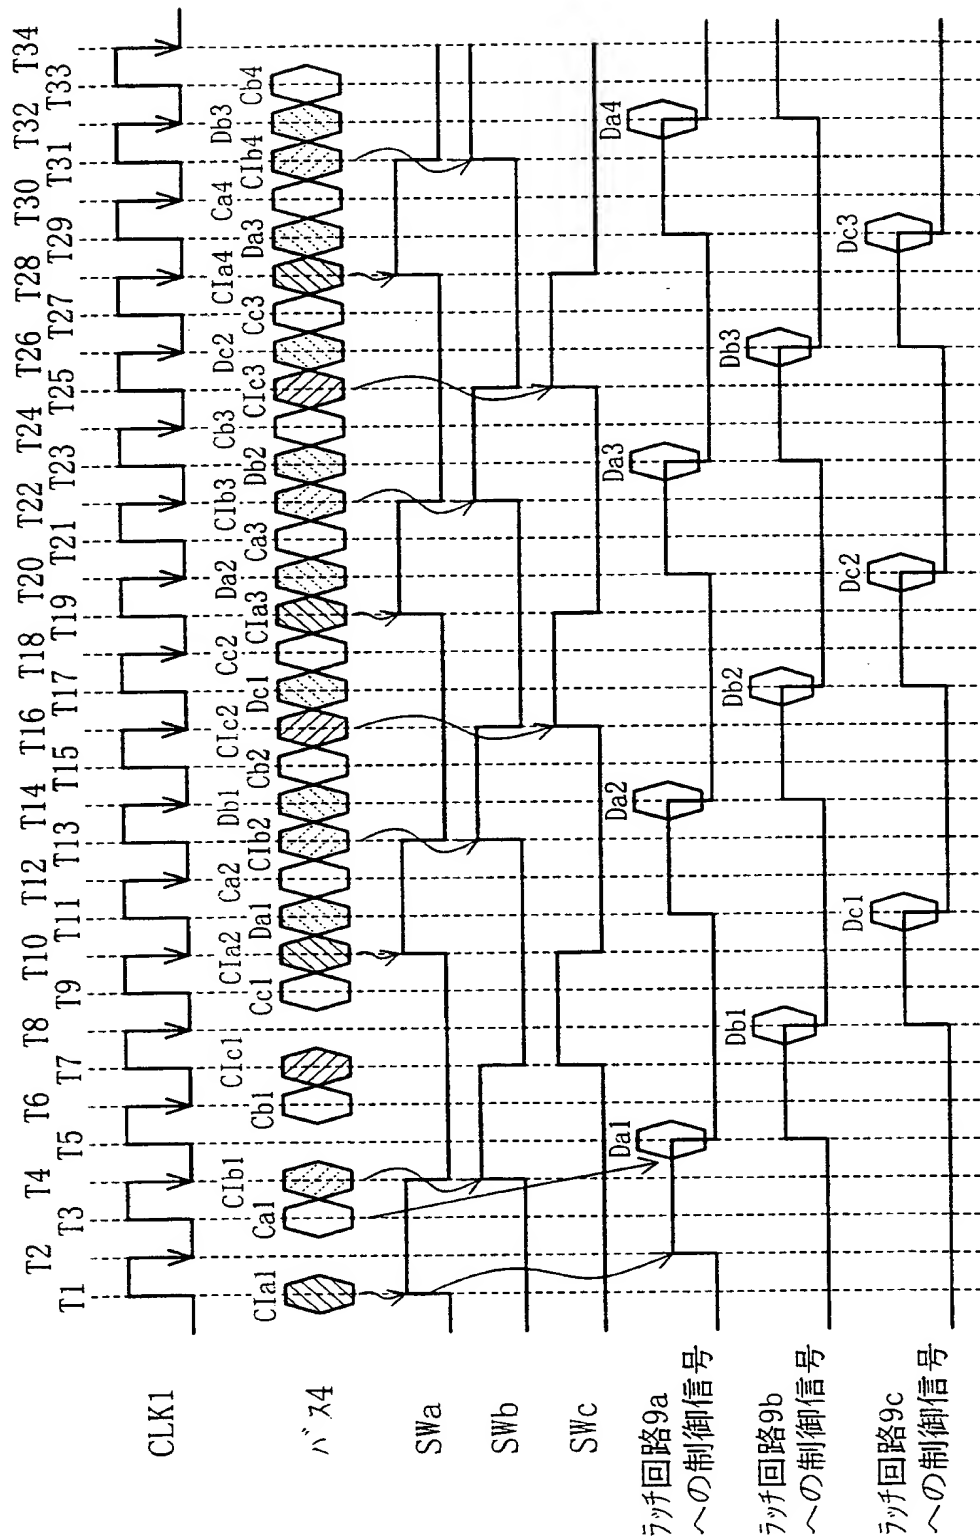 T1
T2
T3
T4
T5
T6
T7
T8
T9
T10
T11
T12
T13
T14
T15
T16
T17
T18
T19
T20
T21
T22
T23
T24
T25
T26
T27
T28
T29
T30
T31
T32
T33
T34
CLK1
バス4
CIa1
Ca1
CIb1
Cb1
CIc1
Cc1
CIa2
Da1
Ca2
CIb2
Db1
Cb2
CIc2
Dc1
Cc2
CIa3
Da2
Ca3
CIb3
Db2
Cb3
CIc3
Dc2
Cc3
CIa4
Da3
Ca4
CIb4
Db3
Cb4
SWa
SWb
SWc
ラッチ回路9a
への制御信号
Da1
Da2
Da3
Da4
ラッチ回路9b
への制御信号
Db1
Db2
Db3
ラッチ回路9c
への制御信号
Dc1
Dc2
Dc3